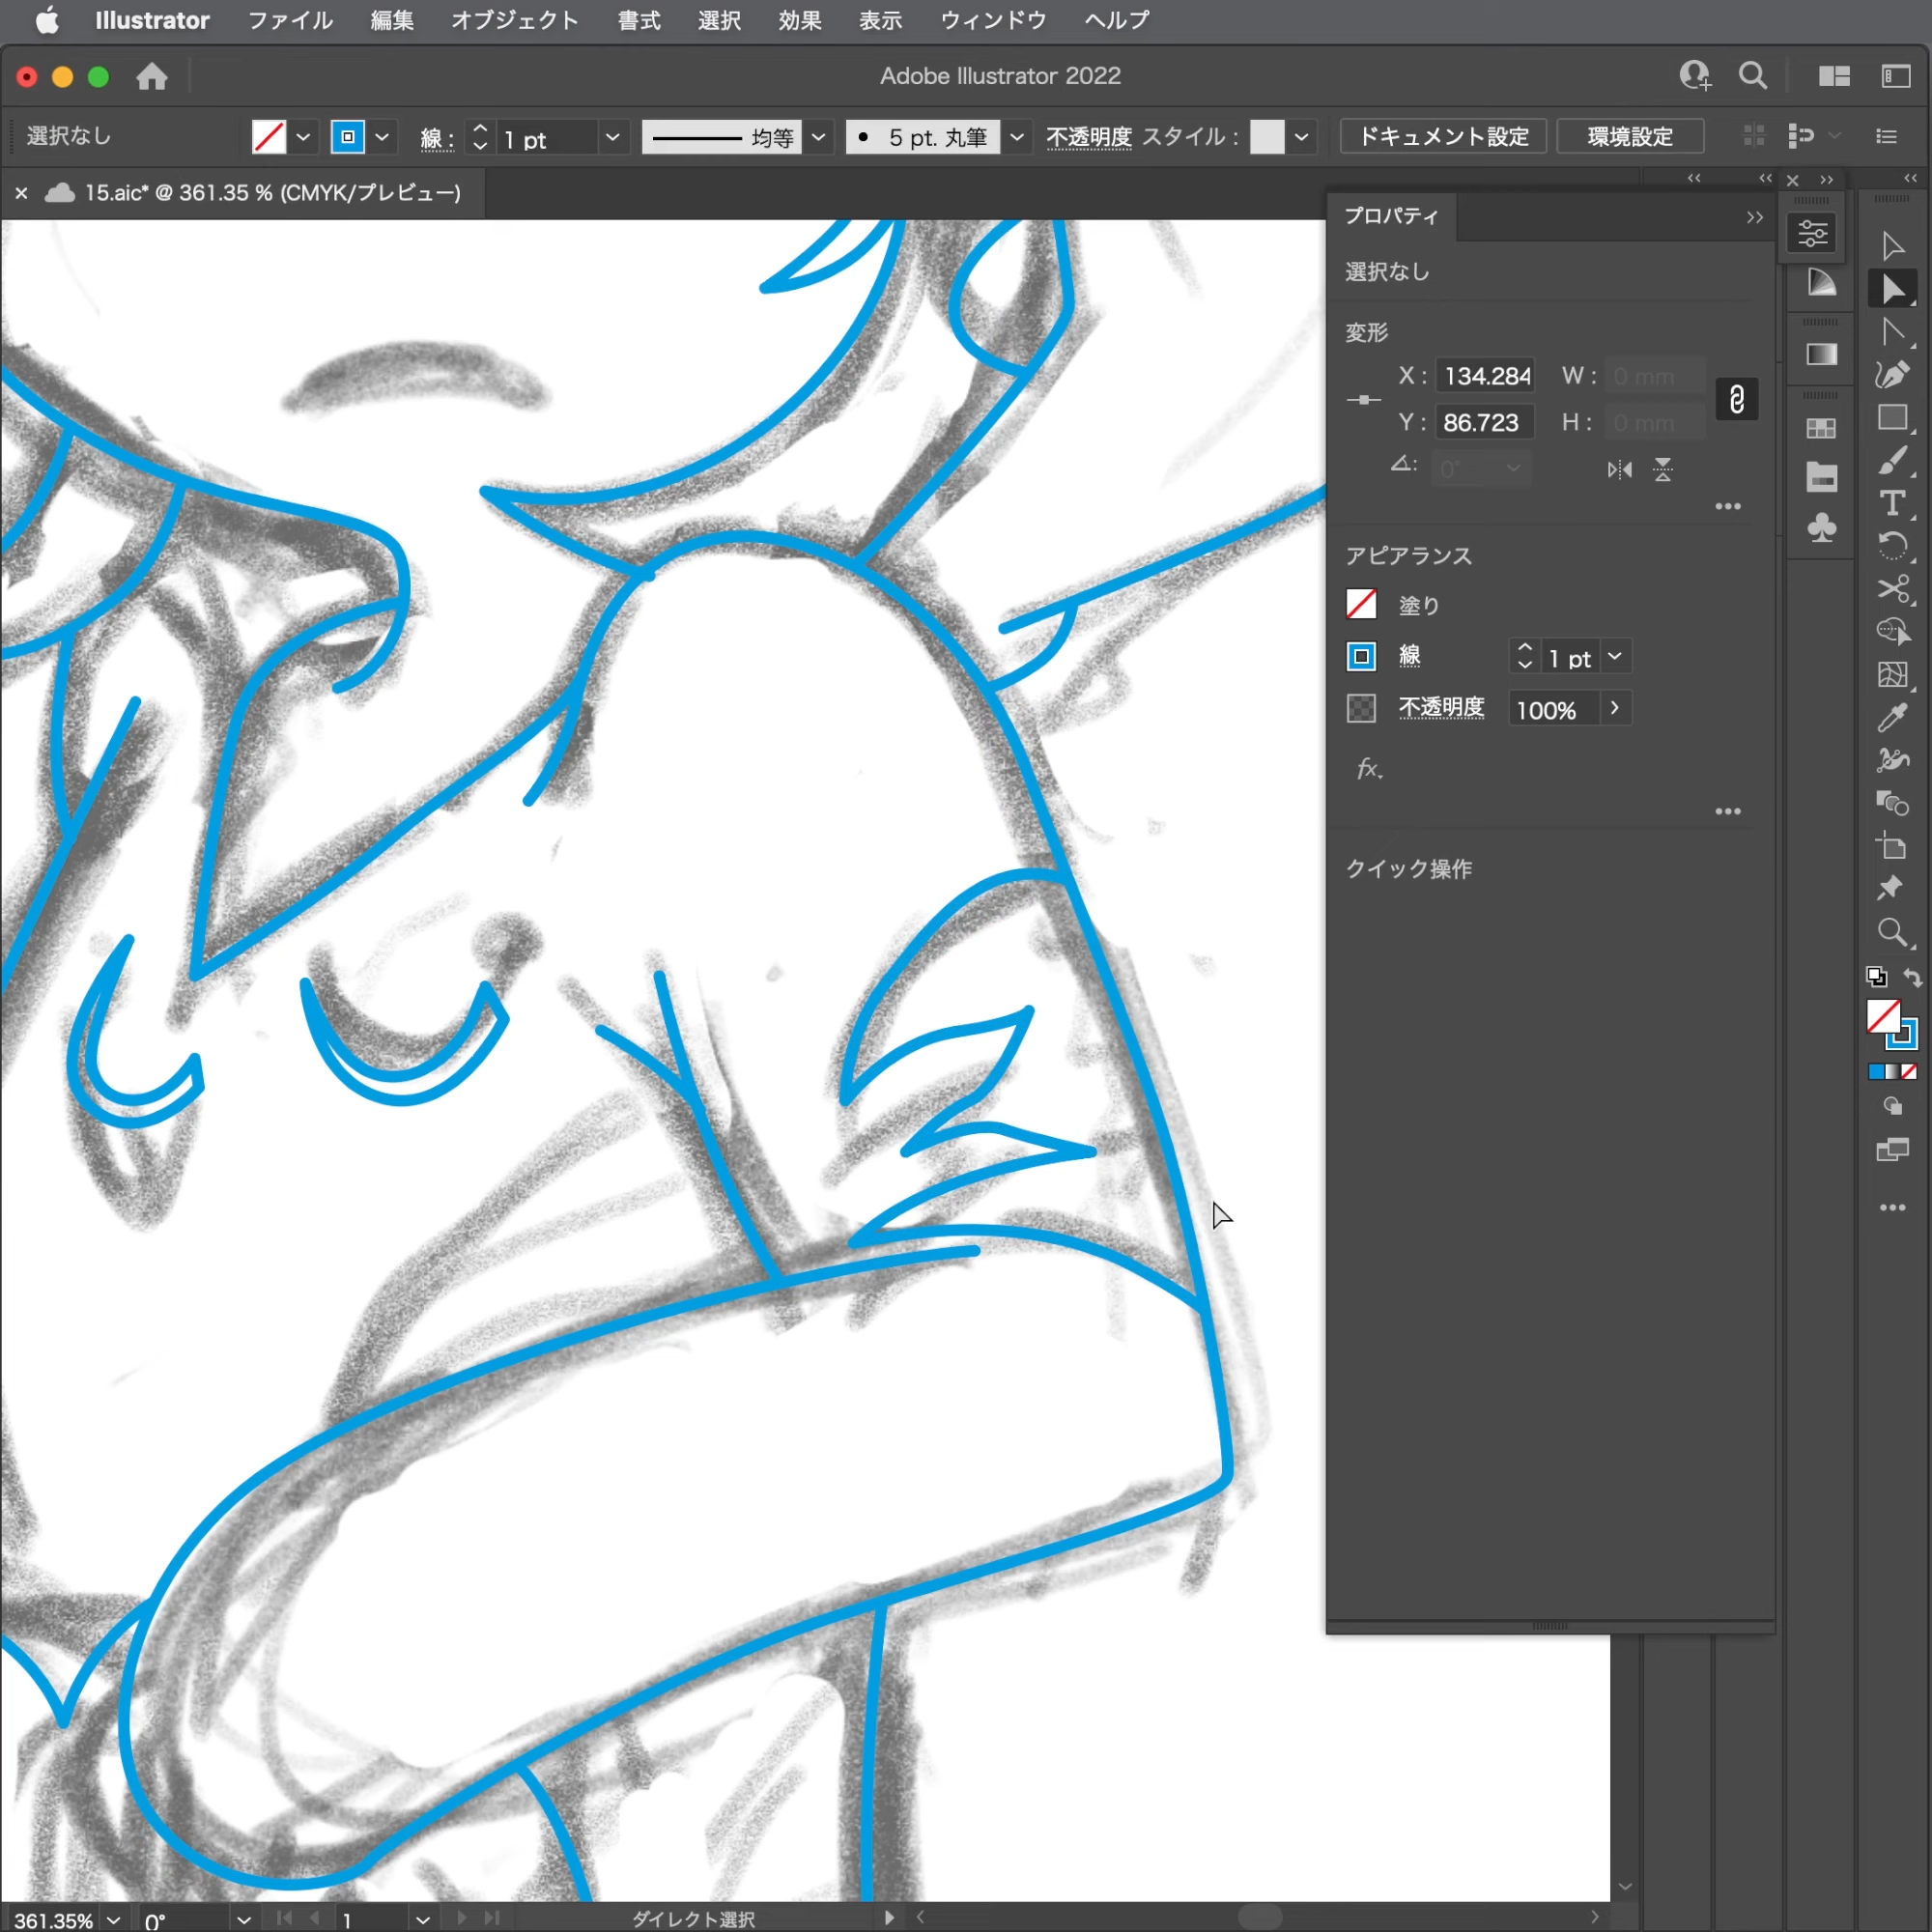 Illustrator ファイル 編集 オブジェクト 書式 選択 効果 表示 ウィンドウ ヘルプ
Adobe Illustrator 2022
選択なし 線 : 1 pt 均等 5 pt. 丸筆 不透明度 スタイル : ドキュメント設定 環境設定
15.aic* @ 361.35 % (CMYK/プレビュー)
プロパティ
選択なし
変形
X : 134.284 W : 0 mm
Y : 86.723 H : 0 mm
0°
アピアランス
塗り
線 1 pt
不透明度 100%
fx.
クイック操作
361.35% 0° 1 ダイレクト選択